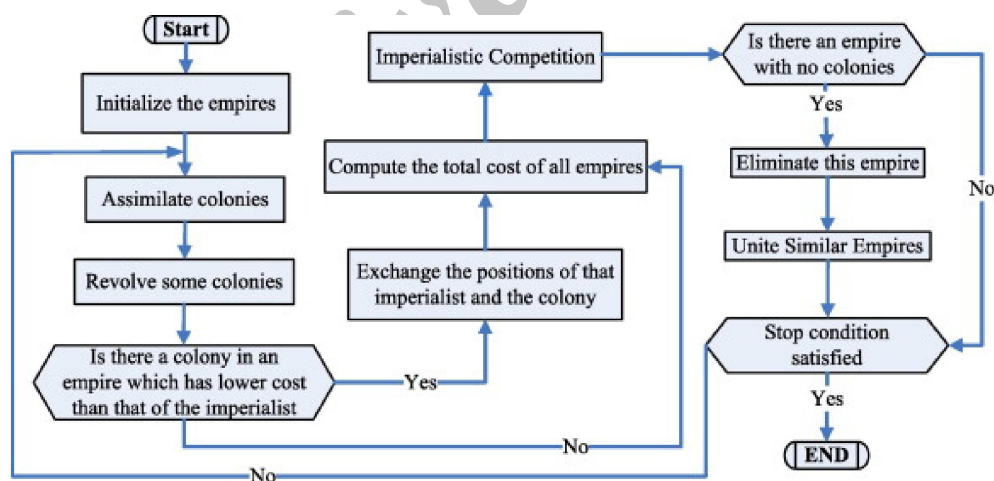 Start
Initialize the empires
Assimilate colonies
Revolve some colonies
Is there a colony in an
empire which has lower cost
than that of the imperialist
Yes
No
Exchange the positions of that
imperialist and the colony
Compute the total cost of all empires
Imperialistic Competition
Is there an empire
with no colonies
Yes
No
Eliminate this empire
Unite Similar Empires
Stop condition
satisfied
Yes
No
END